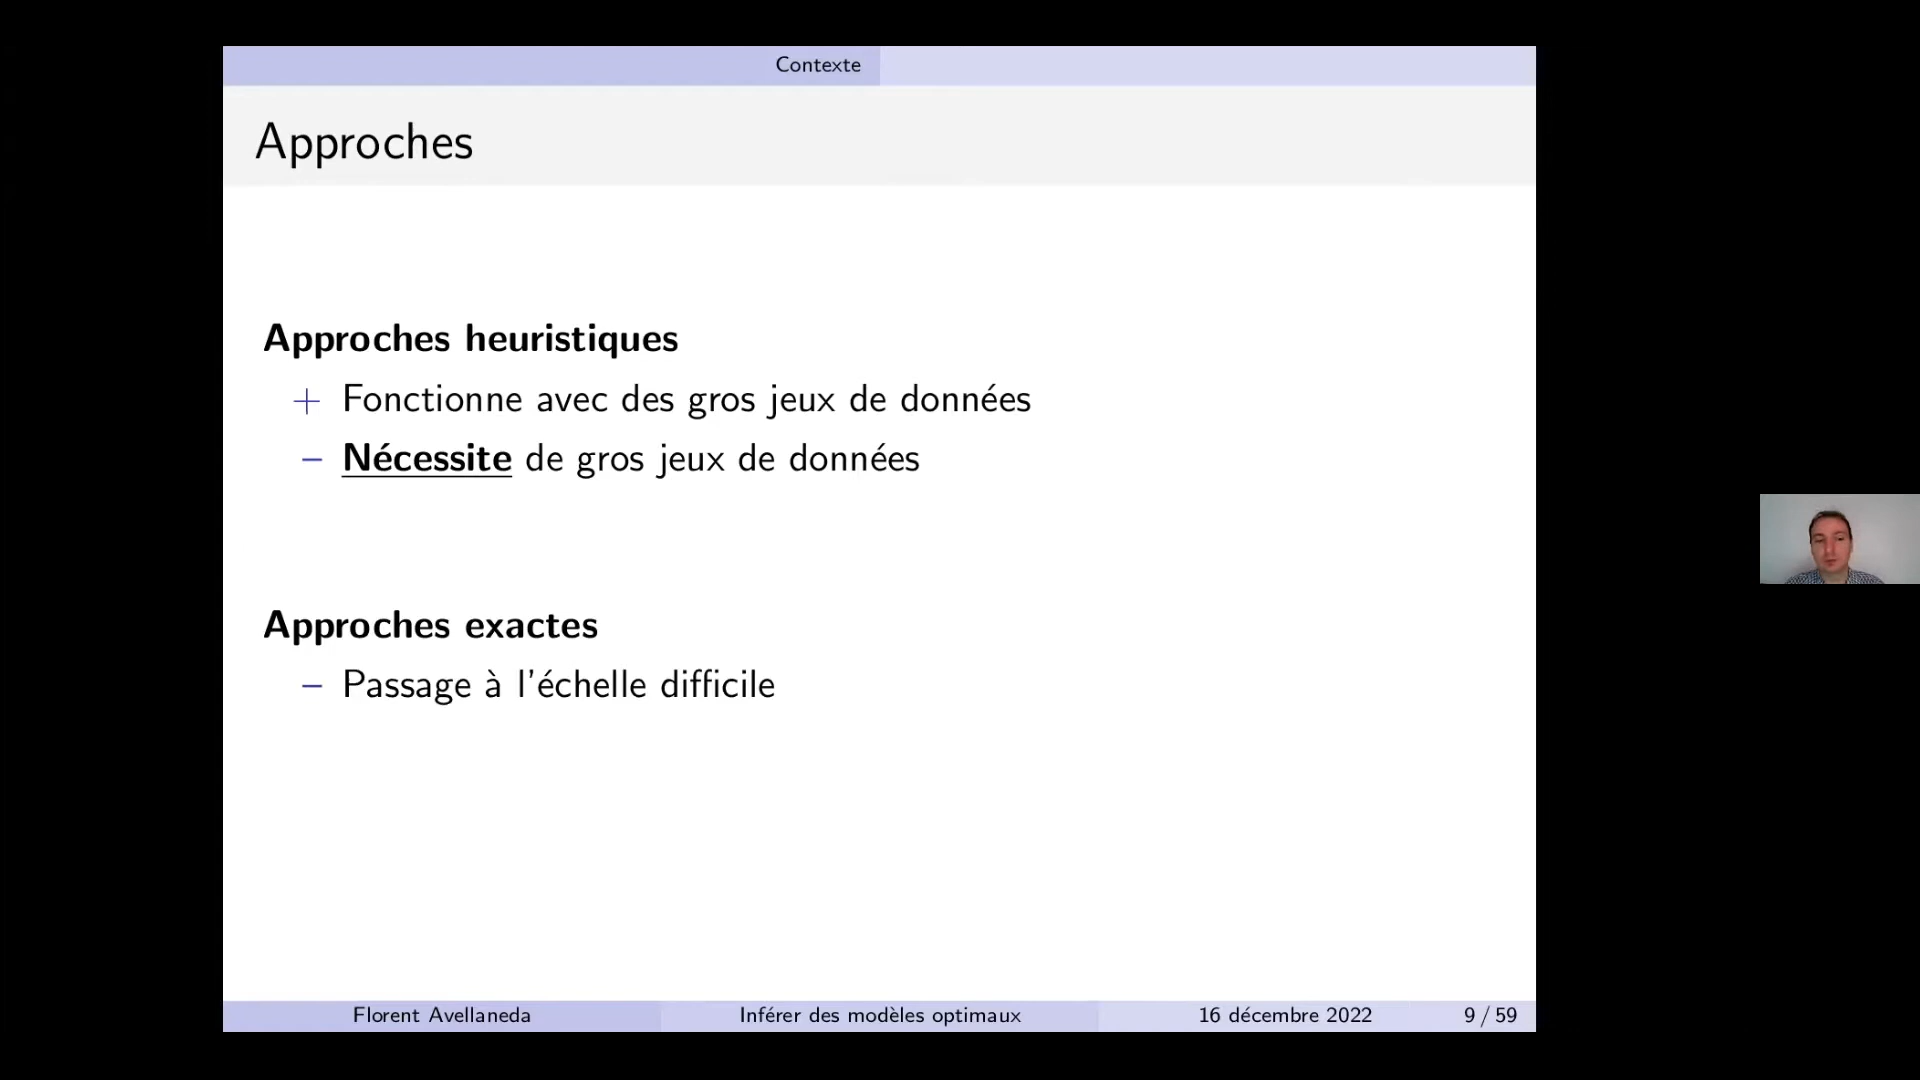 Contexte
Approches
Approches heuristiques
+ Fonctionne avec des gros jeux de données
– Nécessite de gros jeux de données
Approches exactes
– Passage à l'échelle difficile
Florent Avellaneda Inférer des modèles optimaux 16 décembre 2022 9 / 59